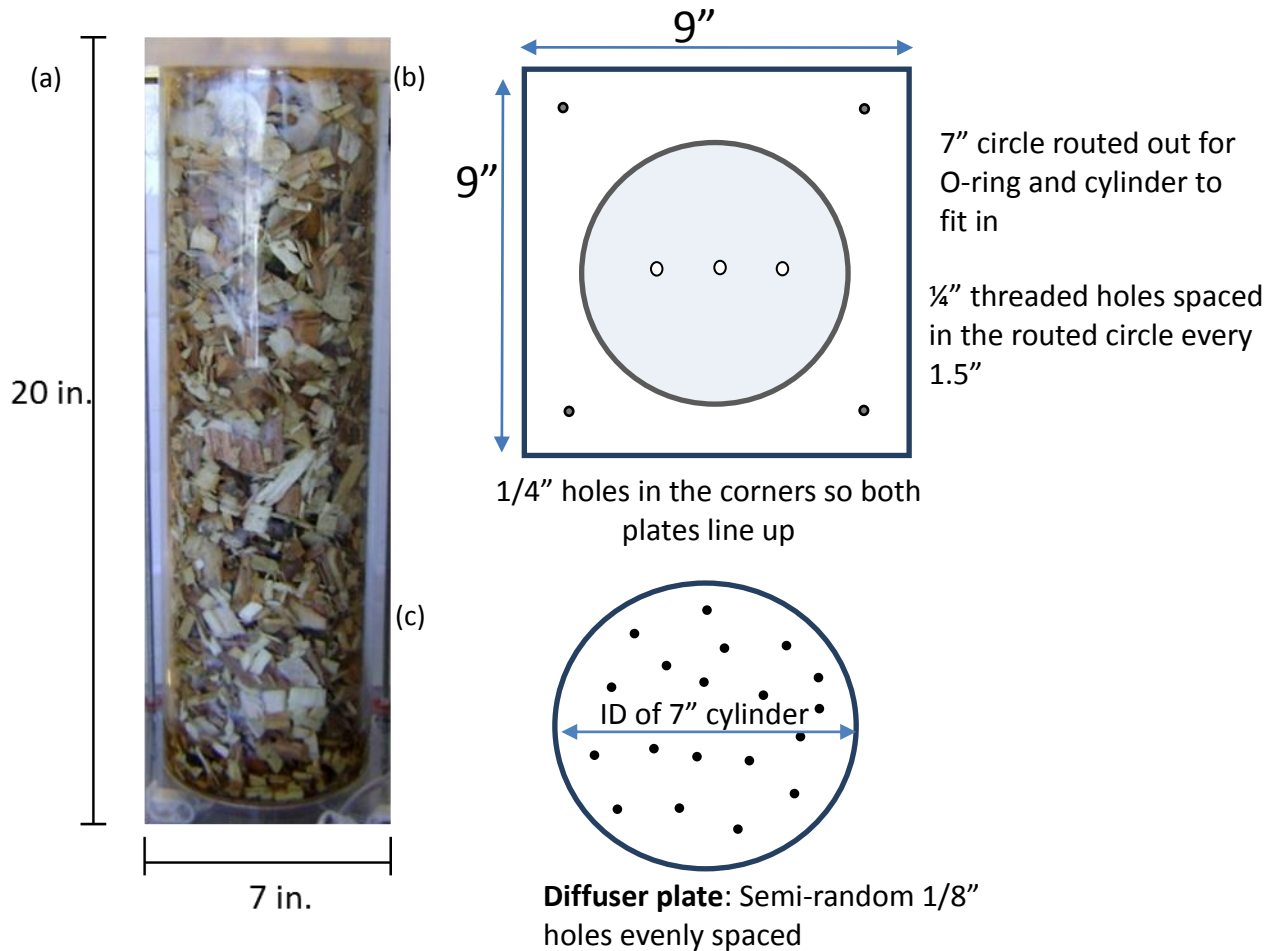 (a)
20 in.
7 in.
(b)
9”
9”
7” circle routed out for
O-ring and cylinder to
fit in
¼” threaded holes spaced
in the routed circle every
1.5”
1/4” holes in the corners so both
plates line up
(c)
ID of 7” cylinder
Diffuser plate: Semi-random 1/8”
holes evenly spaced